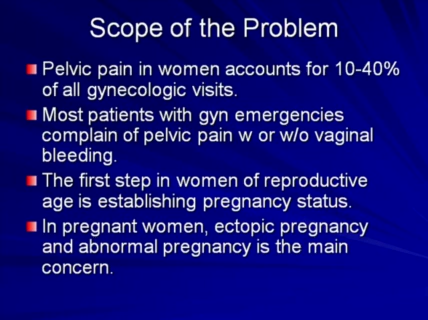 Scope of the Problem
Pelvic pain in women accounts for 10-40%
of all gynecologic visits.
Most patients with gyn emergencies
complain of pelvic pain w or w/o vaginal
bleeding.
The first step in women of reproductive
age is establishing pregnancy status.
In pregnant women, ectopic pregnancy
and abnormal pregnancy is the main
concern.